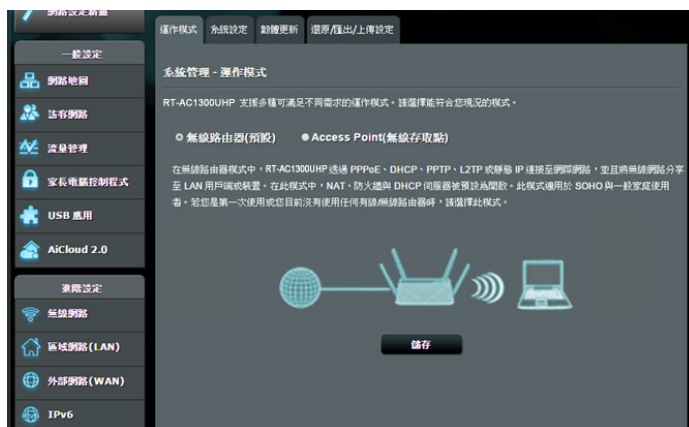 網路設定精靈
運作模式
系統設定
韌體更新
還原/匯出/上傳設定
一般設定
網路地圖
訪客網路
流量管理
家長電腦控制程式
USB 應用
AiCloud 2.0
進階設定
無線網路
區域網路(LAN)
外部網路(WAN)
IPv6
系統管理 - 運作模式
RT-AC1300UHP 支援多種可滿足不同需求的運作模式。請選擇能符合您現況的模式。
無線路由器(預設)
Access Point(無線存取點)
在無線路由器模式中，RT-AC1300UHP 透過 PPPoE、DHCP、PPTP、L2TP 或靜態 IP 連接至網際網路，並且將無線網路分享
至 LAN 用戶端或裝置。在此模式中，NAT、防火牆與 DHCP 伺服器被預設為開啟。此模式適用於 SOHO 與一般家庭使用
者。若您是第一次使用或您目前沒有使用任何有線/無線路由器時，請選擇此模式。
儲存